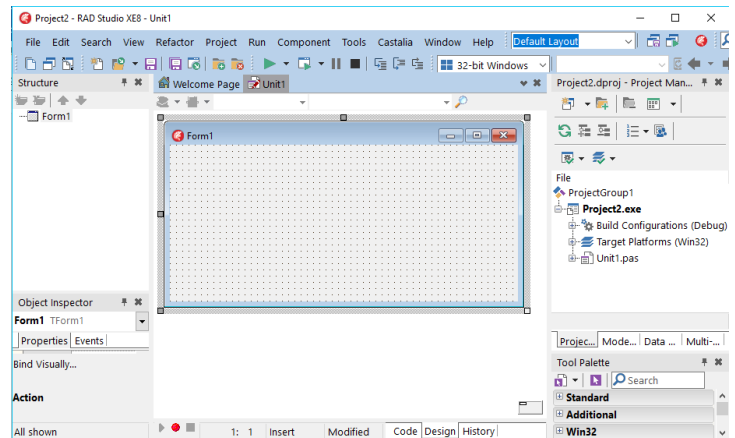 Project2 - RAD Studio XE8 - Unit1
File Edit Search View Refactor Project Run Component Tools Castalia Window Help Default Layout
32-bit Windows
Structure
Form1
Welcome Page Unit1
Form1
Object Inspector
Form1 TForm1
Properties Events
Bind Visually...
Action
All shown
1: 1 Insert Modified Code Design History
Project2.dproj - Project Man...
File
ProjectGroup1
Project2.exe
Build Configurations (Debug)
Target Platforms (Win32)
Unit1.pas
Projec... Mode... Data ... Multi-...
Tool Palette
Search
Standard
Additional
Win32